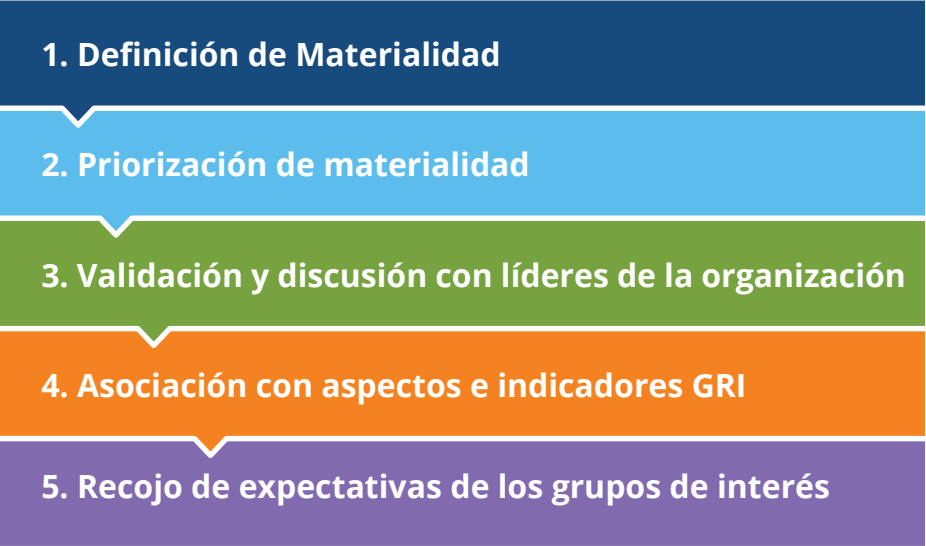 1. Definición de Materialidad
2. Priorización de materialidad
3. Validación y discusión con líderes de la organización
4. Asociación con aspectos e indicadores GRI
5. Recojo de expectativas de los grupos de interés